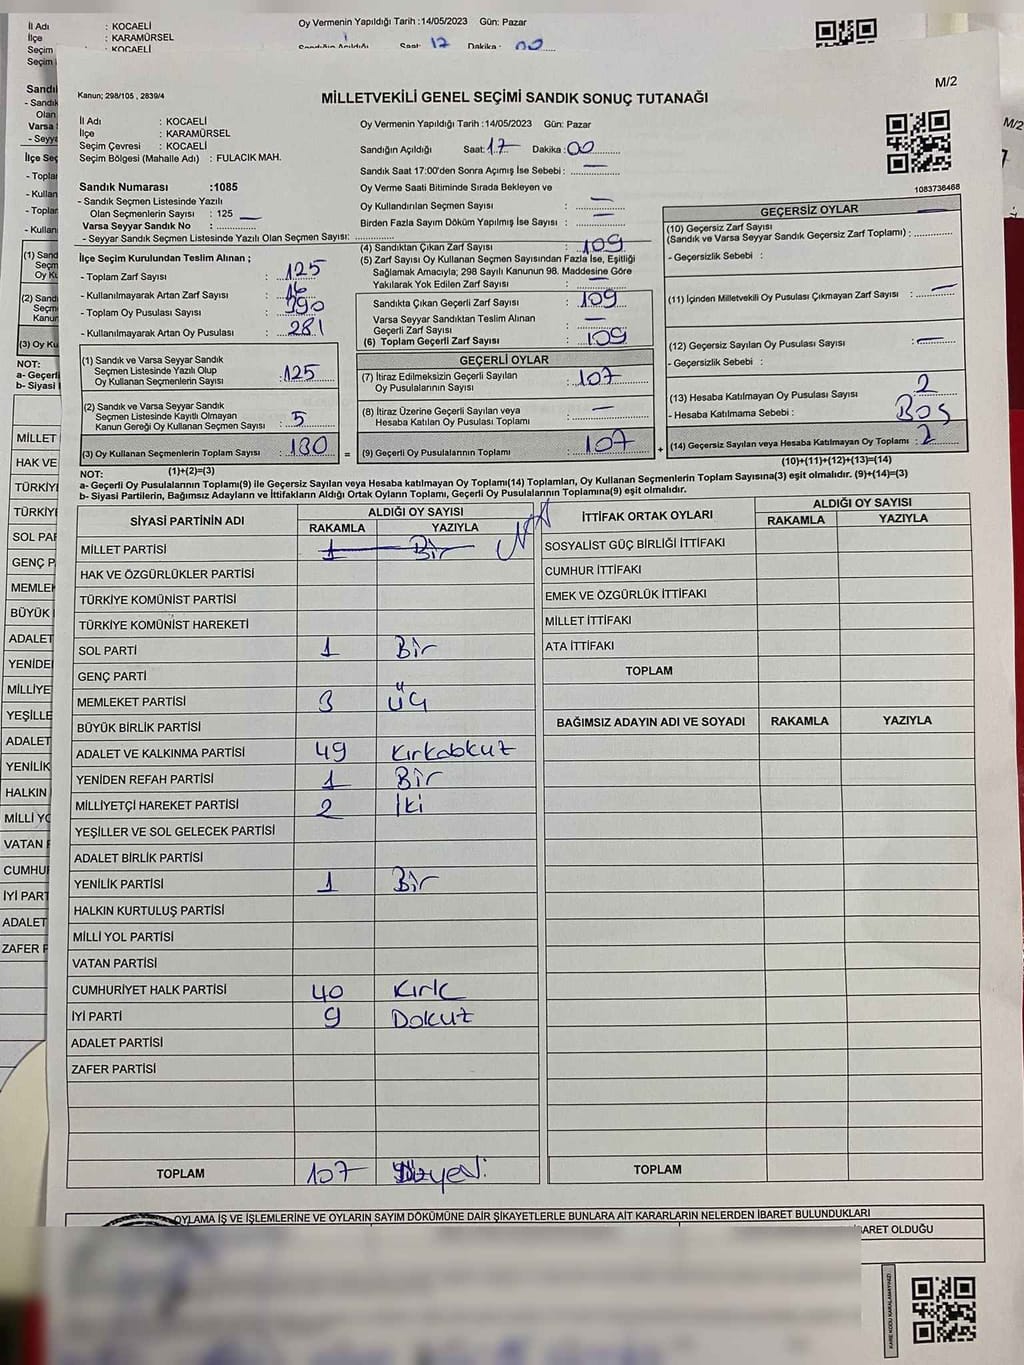 İl Adı : KOCAELİ
İlçe : KARAMÜRSEL
Seçim : KOCAELİ
Seçim
Oy Vermenin Yapıldığı Tarih :14/05/2023 Gün: Pazar
Sandığın Açıldığı Saat: 17 Dakika : 00
M/2
Kanun; 298/105 , 2839/4
MİLLETVEKİLİ GENEL SEÇİMİ SANDIK SONUÇ TUTANAĞI
M/2
İl Adı : KOCAELİ
İlçe : KARAMÜRSEL
Seçim Çevresi : KOCAELİ
Seçim Bölgesi (Mahalle Adı) : FULACIK MAH.
Sandık Numarası :1085
- Sandık Seçmen Listesinde Yazılı
Olan Seçmenlerin Sayısı : 125 —
Varsa Seyyar Sandık No :
- Seyyar Sandık Seçmen Listesinde Yazılı Olan Seçmen Sayısı:
Oy Vermenin Yapıldığı Tarih :14/05/2023 Gün: Pazar
Sandığın Açıldığı Saat: 17 Dakika : 00
Sandık Saat 17:00'den Sonra Açımış İse Sebebi : —
Oy Verme Saati Bitiminde Sırada Bekleyen ve
Oy Kullandırılan Seçmen Sayısı : —
Birden Fazla Sayım Döküm Yapılmış İse Sayısı : —
1083736468
İlçe Seçim Kurulundan Teslim Alınan ;
- Toplam Zarf Sayısı : 125
- Kullanılmayarak Artan Zarf Sayısı : 16
- Toplam Oy Pusulası Sayısı : 390
- Kullanılmayarak Artan Oy Pusulası : 281
(1) Sandık ve Varsa Seyyar Sandık
Seçmen Listesinde Yazılı Olup
Oy Kullanan Seçmenlerin Sayısı : 125
(2) Sandık ve Varsa Seyyar Sandık
Seçmen Listesinde Kayıtlı Olmayan
Kanun Gereği Oy Kullanan Seçmen Sayısı : 5
(3) Oy Kullanan Seçmenlerin Toplam Sayısı : 130 =
(1)+(2)=(3)
(4) Sandıktan Çıkan Zarf Sayısı : 109
(5) Zarf Sayısı Oy Kullanan Seçmen Sayısından Fazla İse, Eşitliği
Sağlamak Amacıyla; 298 Sayılı Kanunun 98. Maddesine Göre
Yakılarak Yok Edilen Zarf Sayısı : —
Sandıkta Çıkan Geçerli Zarf Sayısı : 109
Varsa Seyyar Sandıktan Teslim Alınan
Geçerli Zarf Sayısı : —
(6) Toplam Geçerli Zarf Sayısı : 109
GEÇERLİ OYLAR
(7) İtiraz Edilmeksizin Geçerli Sayılan
Oy Pusulalarının Sayısı : 107
(8) İtiraz Üzerine Geçerli Sayılan veya
Hesaba Katılan Oy Pusulası Toplamı : —
(9) Geçerli Oy Pusulalarının Toplamı : 107 +
GEÇERSİZ OYLAR
(10) Geçersiz Zarf Sayısı
(Sandık ve Varsa Seyyar Sandık Geçersiz Zarf Toplamı) : —
- Geçersizlik Sebebi :
(11) İçinden Milletvekili Oy Pusulası Çıkmayan Zarf Sayısı : —
(12) Geçersiz Sayılan Oy Pusulası Sayısı : —
- Geçersizlik Sebebi :
(13) Hesaba Katılmayan Oy Pusulası Sayısı : 2
- Hesaba Katılmama Sebebi : Boş
(14) Geçersiz Sayılan veya Hesaba Katılmayan Oy Toplamı : 2
(10)+(11)+(12)+(13)=(14)
NOT:
a- Geçerli Oy Pusulalarının Toplamı(9) ile Geçersiz Sayılan veya Hesaba Katılmayan Oy Toplamı(14) Toplamları, Oy Kullanan Seçmenlerin Toplam Sayısına(3) eşit olmalıdır. (9)+(14)=(3)
b- Siyasi Partilerin, Bağımsız Adayların ve İttifakların Aldığı Ortak Oyların Toplamı, Geçerli Oy Pusulalarının Toplamına(9) eşit olmalıdır.
SİYASİ PARTİNİN ADI ALDIĞI OY SAYISI
RAKAMLA YAZIYLA
MİLLET PARTİSİ 1 Bir
HAK VE ÖZGÜRLÜKLER PARTİSİ
TÜRKİYE KOMÜNİST PARTİSİ
TÜRKİYE KOMÜNİST HAREKETİ
SOL PARTİ 1 Bir
GENÇ PARTİ
MEMLEKET PARTİSİ 3 Üç
BÜYÜK BİRLİK PARTİSİ
ADALET VE KALKINMA PARTİSİ 49 Kırkdokuz
YENİDEN REFAH PARTİSİ 1 Bir
MİLLİYETÇİ HAREKET PARTİSİ 2 İki
YEŞİLLER VE SOL GELECEK PARTİSİ
ADALET BİRLİK PARTİSİ
YENİLİK PARTİSİ 1 Bir
HALKIN KURTULUŞ PARTİSİ
MİLLİ YOL PARTİSİ
VATAN PARTİSİ
CUMHURİYET HALK PARTİSİ 40 Kırk
İYİ PARTİ 9 Dokuz
ADALET PARTİSİ
ZAFER PARTİSİ
TOPLAM 107 Yüzyedi
İTTİFAK ORTAK OYLARI ALDIĞI OY SAYISI
RAKAMLA YAZIYLA
SOSYALİST GÜÇ BİRLİĞİ İTTİFAKI
CUMHUR İTTİFAKI
EMEK VE ÖZGÜRLÜK İTTİFAKI
MİLLET İTTİFAKI
ATA İTTİFAKI
TOPLAM
BAĞIMSIZ ADAYIN ADI VE SOYADI RAKAMLA YAZIYLA
TOPLAM
OYLAMA İŞ VE İŞLEMLERİNE VE OYLARIN SAYIM DÖKÜMÜNE DAİR ŞİKAYETLERLE BUNLARA AİT KARARLARIN NELERDEN İBARET BULUNDUKLARI
İBARET OLDUĞU
KARE KODU KARALAMAYINIZ!